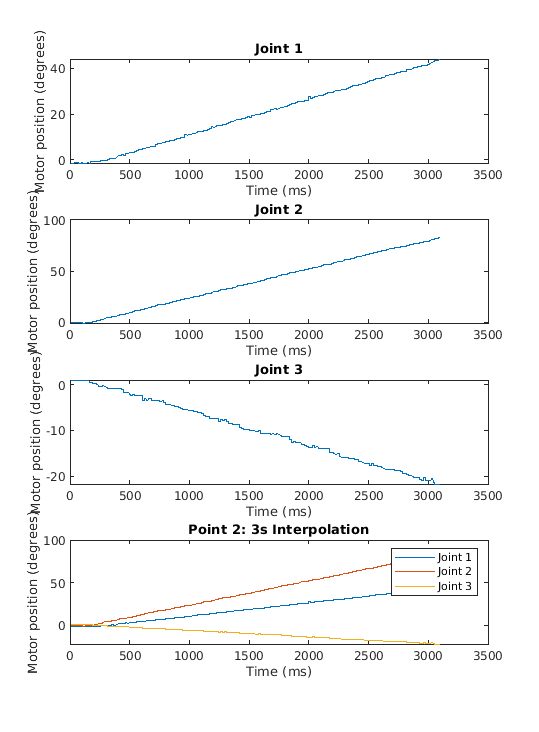 Joint 1
Motor position (degrees)
40
20
0
0 500 1000 1500 2000 2500 3000 3500
Time (ms)
Joint 2
Motor position (degrees)
100
50
0
0 500 1000 1500 2000 2500 3000 3500
Time (ms)
Joint 3
Motor position (degrees)
0
-10
-20
0 500 1000 1500 2000 2500 3000 3500
Time (ms)
Point 2: 3s Interpolation
Motor position (degrees)
100
50
0
Joint 1
Joint 2
Joint 3
0 500 1000 1500 2000 2500 3000 3500
Time (ms)